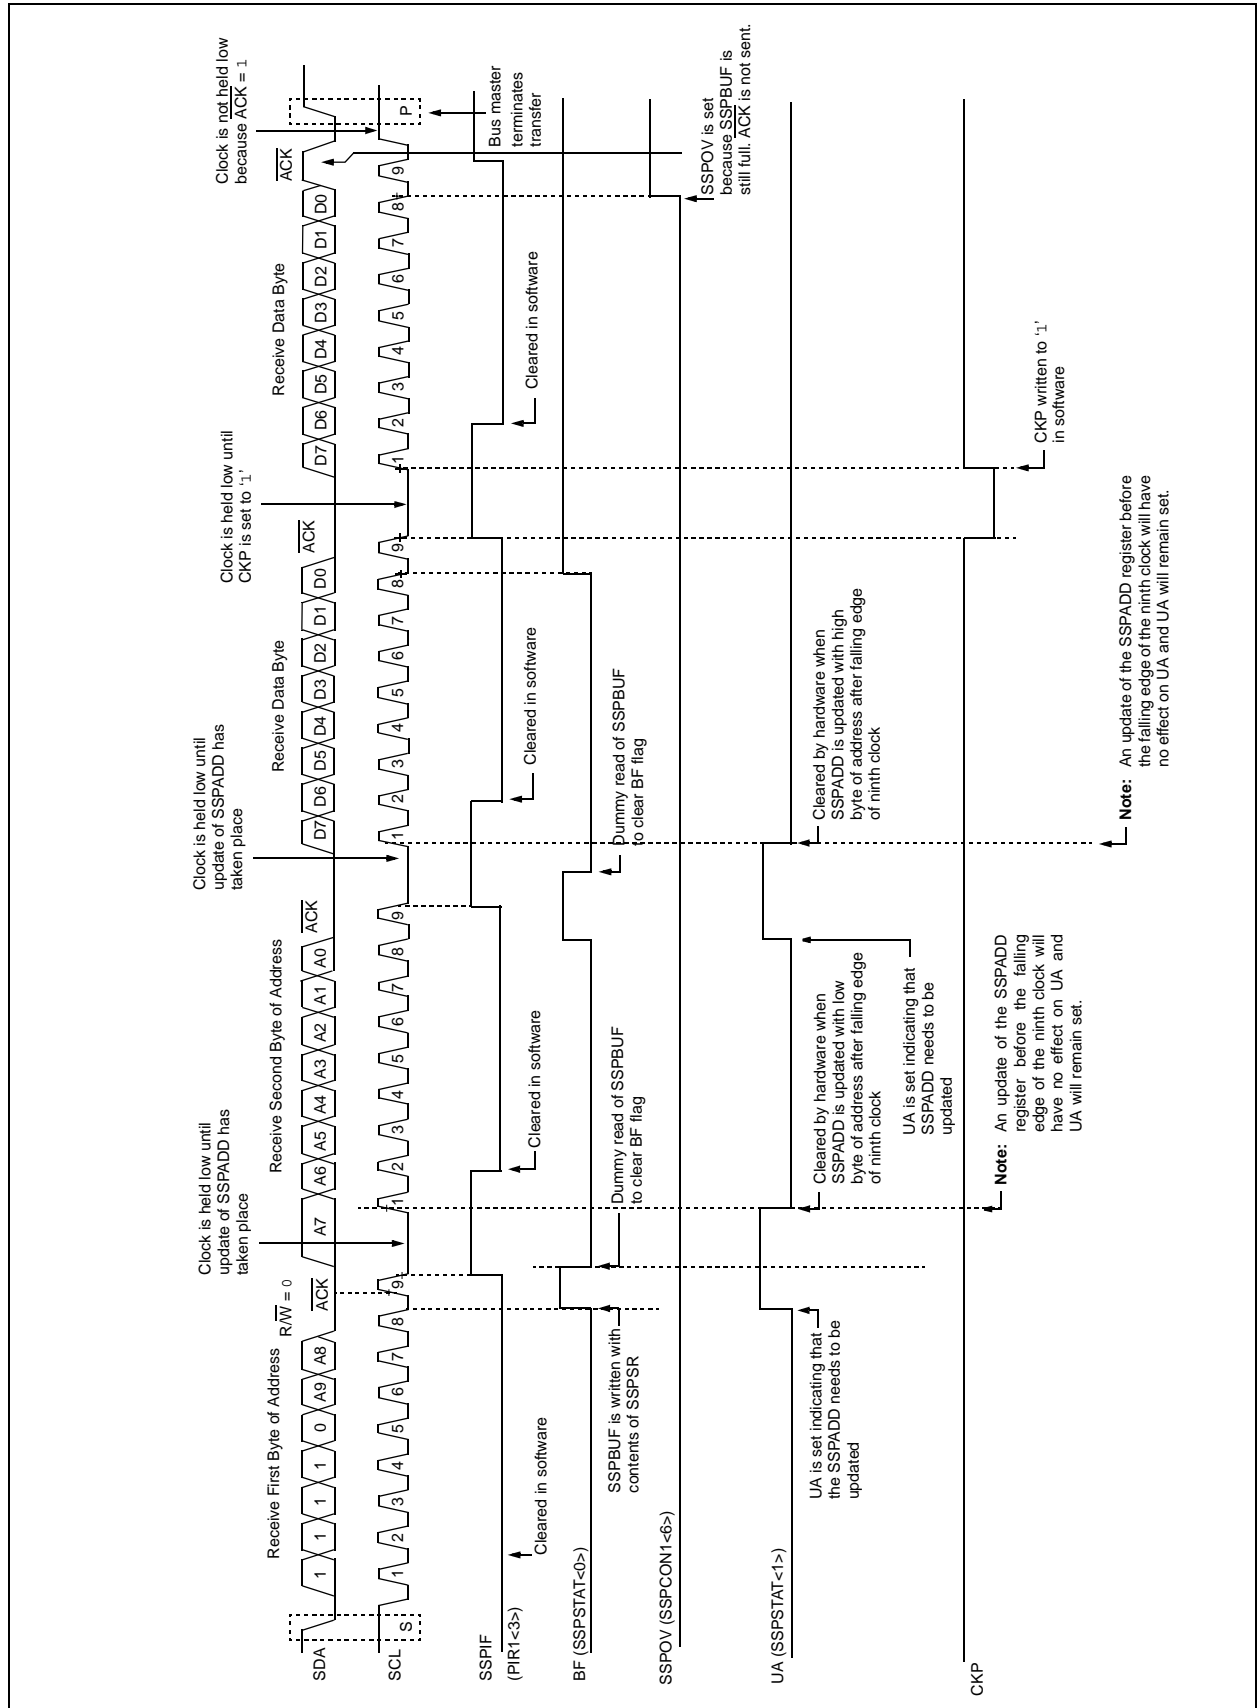 Receive First Byte of Address
R/W = 0
ACK
Receive Second Byte of Address
ACK
Receive Data Byte
ACK
Receive Data Byte
ACK
Clock is held low until
update of SSPADD has
taken place
Clock is held low until
update of SSPADD has
taken place
Clock is held low until
CKP is set to ‘1’
Clock is not held low
because ACK = 1
SDA
1 1 1 1 0 A9 A8 A7 A6 A5 A4 A3 A2 A1 A0 D7 D6 D5 D4 D3 D2 D1 D0 D7 D6 D5 D4 D3 D2 D1 D0
SCL
S 1 2 3 4 5 6 7 8 9 1 2 3 4 5 6 7 8 9 1 2 3 4 5 6 7 8 9 1 2 3 4 5 6 7 8 9 P
Bus master
terminates
transfer
SSPIF
(PIR1<3>)
Cleared in software
Cleared in software
Cleared in software
Cleared in software
BF (SSPSTAT<0>)
SSPBUF is written with
contents of SSPSR
Dummy read of SSPBUF
to clear BF flag
Dummy read of SSPBUF
to clear BF flag
SSPOV (SSPCON1<6>)
SSPOV is set
because SSPBUF is
still full. ACK is not sent.
UA (SSPSTAT<1>)
UA is set indicating that
the SSPADD needs to be
updated
Cleared by hardware when
SSPADD is updated with low
byte of address after falling edge
of ninth clock
UA is set indicating that
SSPADD needs to be
updated
Cleared by hardware when
SSPADD is updated with high
byte of address after falling edge
of ninth clock
CKP
Note: An update of the SSPADD
register before the falling
edge of the ninth clock will
have no effect on UA and
UA will remain set.
Note: An update of the SSPADD register before
the falling edge of the ninth clock will have
no effect on UA and UA will remain set.
CKP written to ‘1’
in software